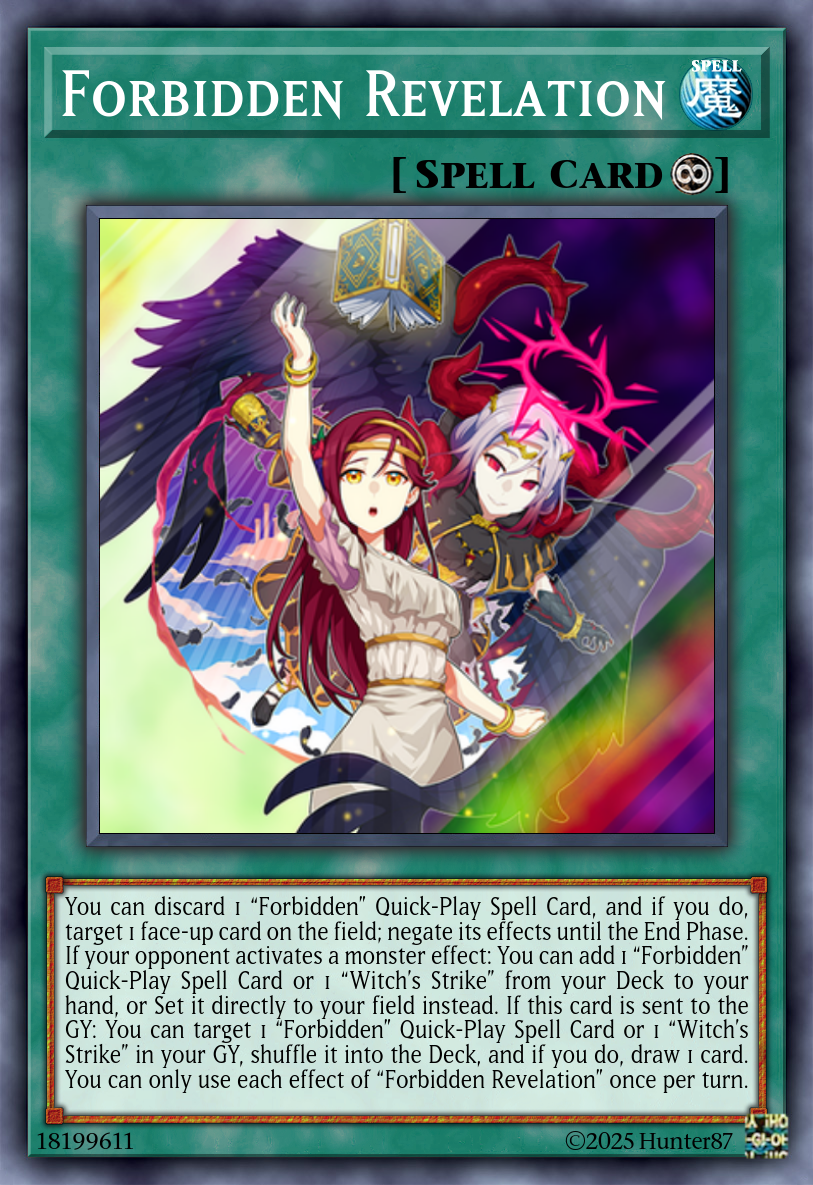 Forbidden Revelation
SPELL
魔
[ Spell Card ]
You can discard 1 “Forbidden” Quick-Play Spell Card, and if you do,
target 1 face-up card on the field; negate its effects until the End Phase.
If your opponent activates a monster effect: You can add 1 “Forbidden”
Quick-Play Spell Card or 1 “Witch’s Strike” from your Deck to your
hand, or Set it directly to your field instead. If this card is sent to the
GY: You can target 1 “Forbidden” Quick-Play Spell Card or 1 “Witch’s
Strike” in your GY, shuffle it into the Deck, and if you do, draw 1 card.
You can only use each effect of “Forbidden Revelation” once per turn.
18199611
©2025 Hunter87